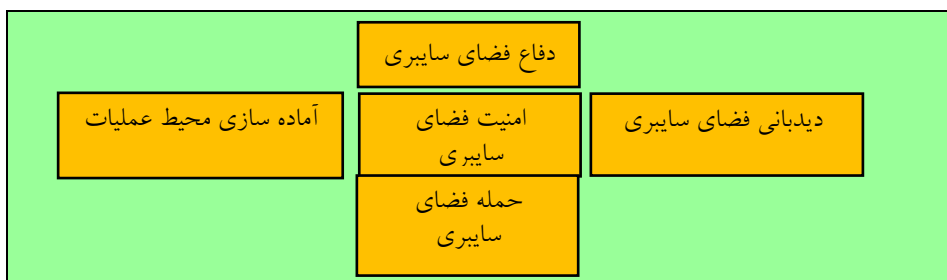 دفاع فضای سایبری
دیدبانی فضای سایبری
امنیت فضای
سایبری
آماده سازی محیط عملیات
حمله فضای
سایبری